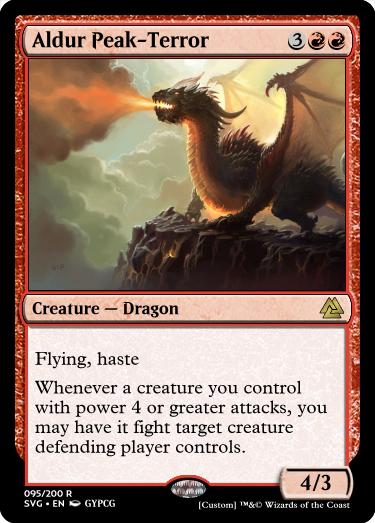 Aldur Peak-Terror 3
Creature — Dragon
Flying, haste
Whenever a creature you control
with power 4 or greater attacks, you
may have it fight target creature
defending player controls.
4/3
095/200 R
SVG • EN GYPCG
[Custom] ™&© Wizards of the Coast